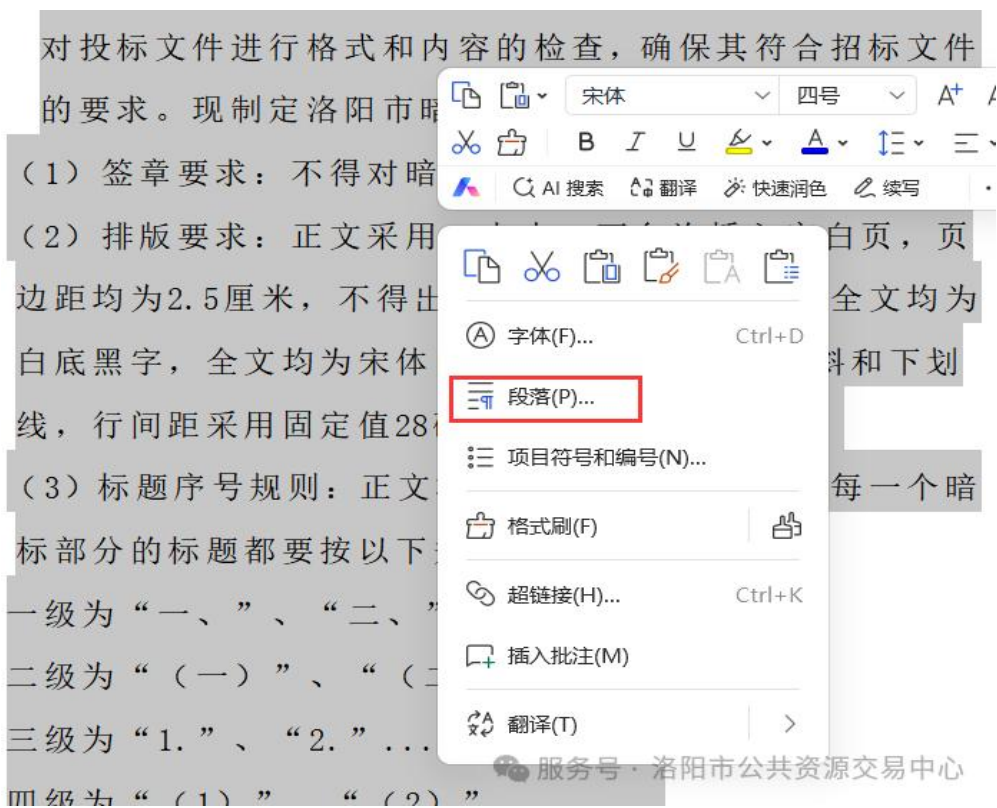 对投标文件进行格式和内容的检查，确保其符合招标文件
的要求。现制定洛阳市暗
宋体
四号
A+
（1）签章要求：不得对暗
B I U A
AI 搜索 翻译 快速润色 续写
（2）排版要求：正文采用
白页，页
边距均为2.5厘米，不得出
全文均为
字体(F)... Ctrl+D
白底黑字，全文均为宋体
和下划
段落(P)...
线，行间距采用固定值28
项目符号和编号(N)...
（3）标题序号规则：正文
每一个暗
格式刷(F)
标部分的标题都要按以下
超链接(H)... Ctrl+K
一级为“一、”、“二、”
插入批注(M)
二级为“（一）”、“（二
翻译(T)
三级为“1.”、“2.”...
服务号 · 洛阳市公共资源交易中心
四级为“（1）”、“（2）”